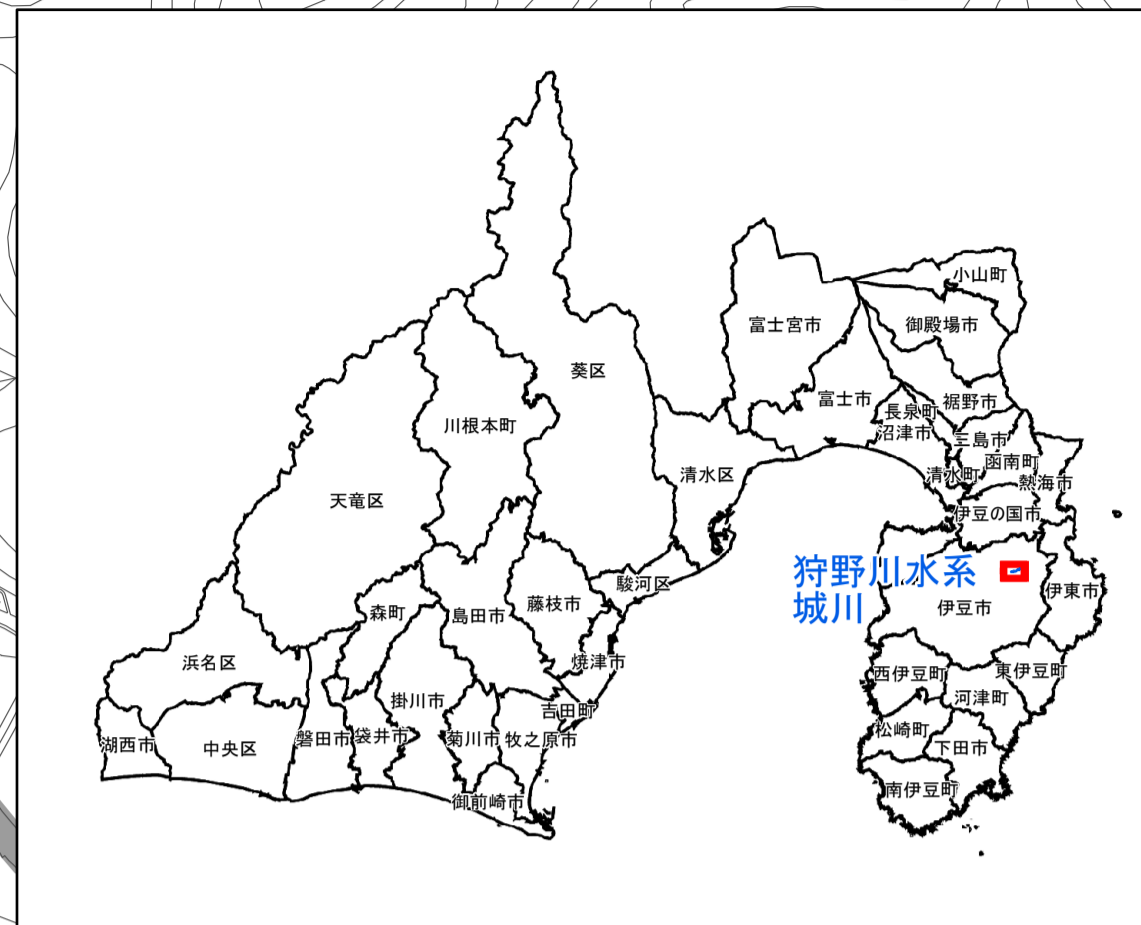 小山町
富士宮市
御殿場市
葵区
富士市
裾野市
長泉町
沼津市
川根本町
三島市
函南町
清水区
清水町
熱海市
天竜区
伊豆の国市
狩野川水系
城川
駿河区
伊東市
藤枝市
伊豆市
森町
島田市
浜名区
焼津市
西伊豆町
東伊豆町
掛川市
河津町
吉田町
湖西市
中央区
磐田市
袋井市
菊川市
牧之原市
松崎町
下田市
御前崎市
南伊豆町